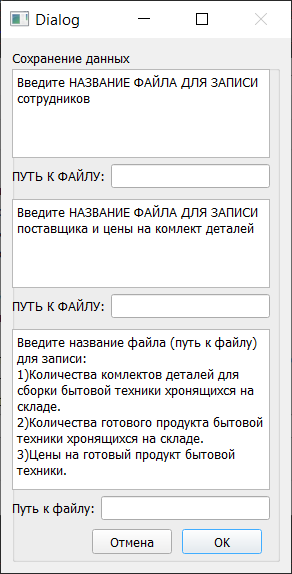 Dialog
Сохранение данных
Введите НАЗВАНИЕ ФАЙЛА ДЛЯ ЗАПИСИ
сотрудников
ПУТЬ К ФАЙЛУ:
Введите НАЗВАНИЕ ФАЙЛА ДЛЯ ЗАПИСИ
поставщика и цены на комлект деталей
ПУТЬ К ФАЙЛУ:
Введите название файла (путь к файлу)
для записи:
1)Количества комлектов деталей для
сборки бытовой техники хронящихся на
складе.
2)Количества готового продукта бытовой
техники хронящихся на складе.
3)Цены на готовый продукт бытовой
техники.
Путь к файлу:
Отмена
ОК